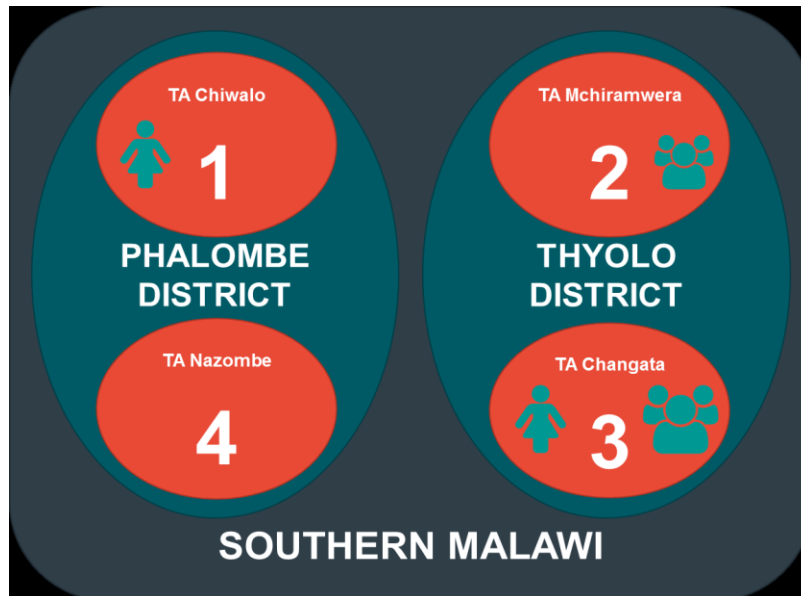 TA Chiwalo
1
PHALOMBE
DISTRICT
TA Nazombe
4
TA Mchiramwera
2
THYOLO
DISTRICT
TA Changata
3
SOUTHERN MALAWI